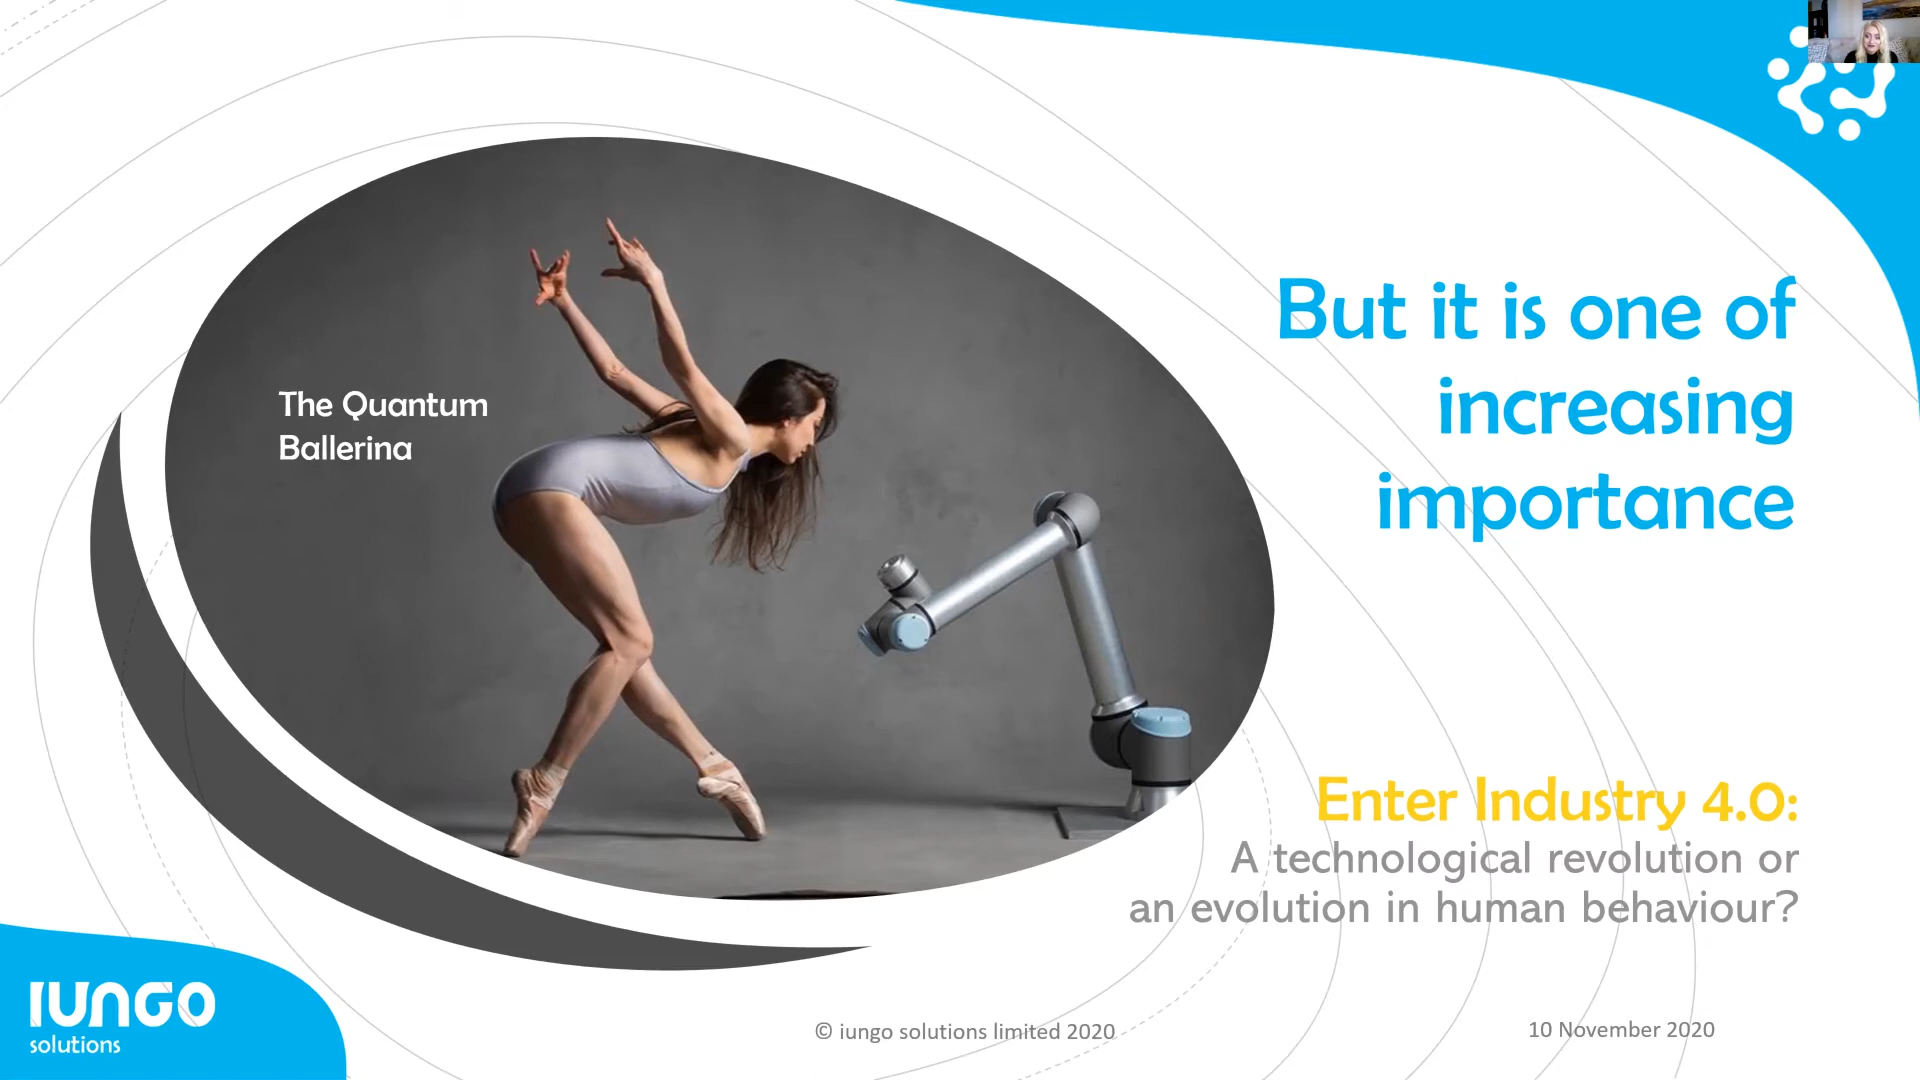 The Quantum
Ballerina
But it is one of
increasing
importance
Enter Industry 4.0:
A technological revolution or
an evolution in human behaviour?
IUNGO
solutions
© iungo solutions limited 2020
10 November 2020